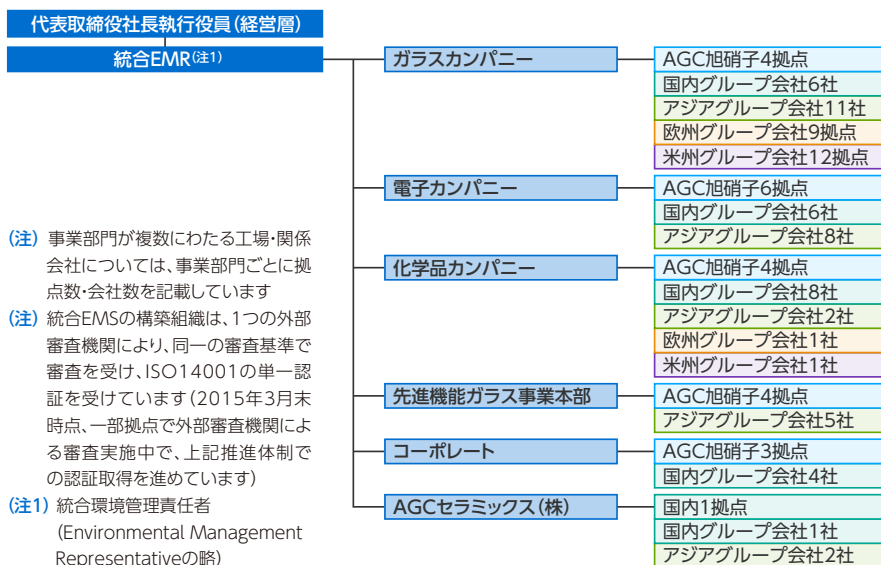 代表取締役社長執行役員(経営層)
統合EMR(注1)
ガラスカンパニー
AGC旭硝子4拠点
国内グループ会社6社
アジアグループ会社11社
欧州グループ会社9拠点
米州グループ会社12拠点
電子カンパニー
AGC旭硝子6拠点
国内グループ会社6社
アジアグループ会社8社
化学品カンパニー
AGC旭硝子4拠点
国内グループ会社8社
アジアグループ会社2社
欧州グループ会社1社
米州グループ会社1社
先進機能ガラス事業本部
AGC旭硝子4拠点
アジアグループ会社5社
コーポレート
AGC旭硝子3拠点
国内グループ会社4社
AGCセラミックス(株)
国内1拠点
国内グループ会社1社
アジアグループ会社2社
(注) 事業部門が複数にわたる工場・関係
会社については、事業部門ごとに拠
点数・会社数を記載しています
(注) 統合EMSの構築組織は、1つの外部
審査機関により、同一の審査基準で
審査を受け、ISO14001の単一認
証を受けています(2015年3月末
時点、一部拠点で外部審査機関によ
る審査実施中で、上記推進体制で
の認証取得を進めています)
(注1) 統合環境管理責任者
(Environmental Management
Representativeの略)